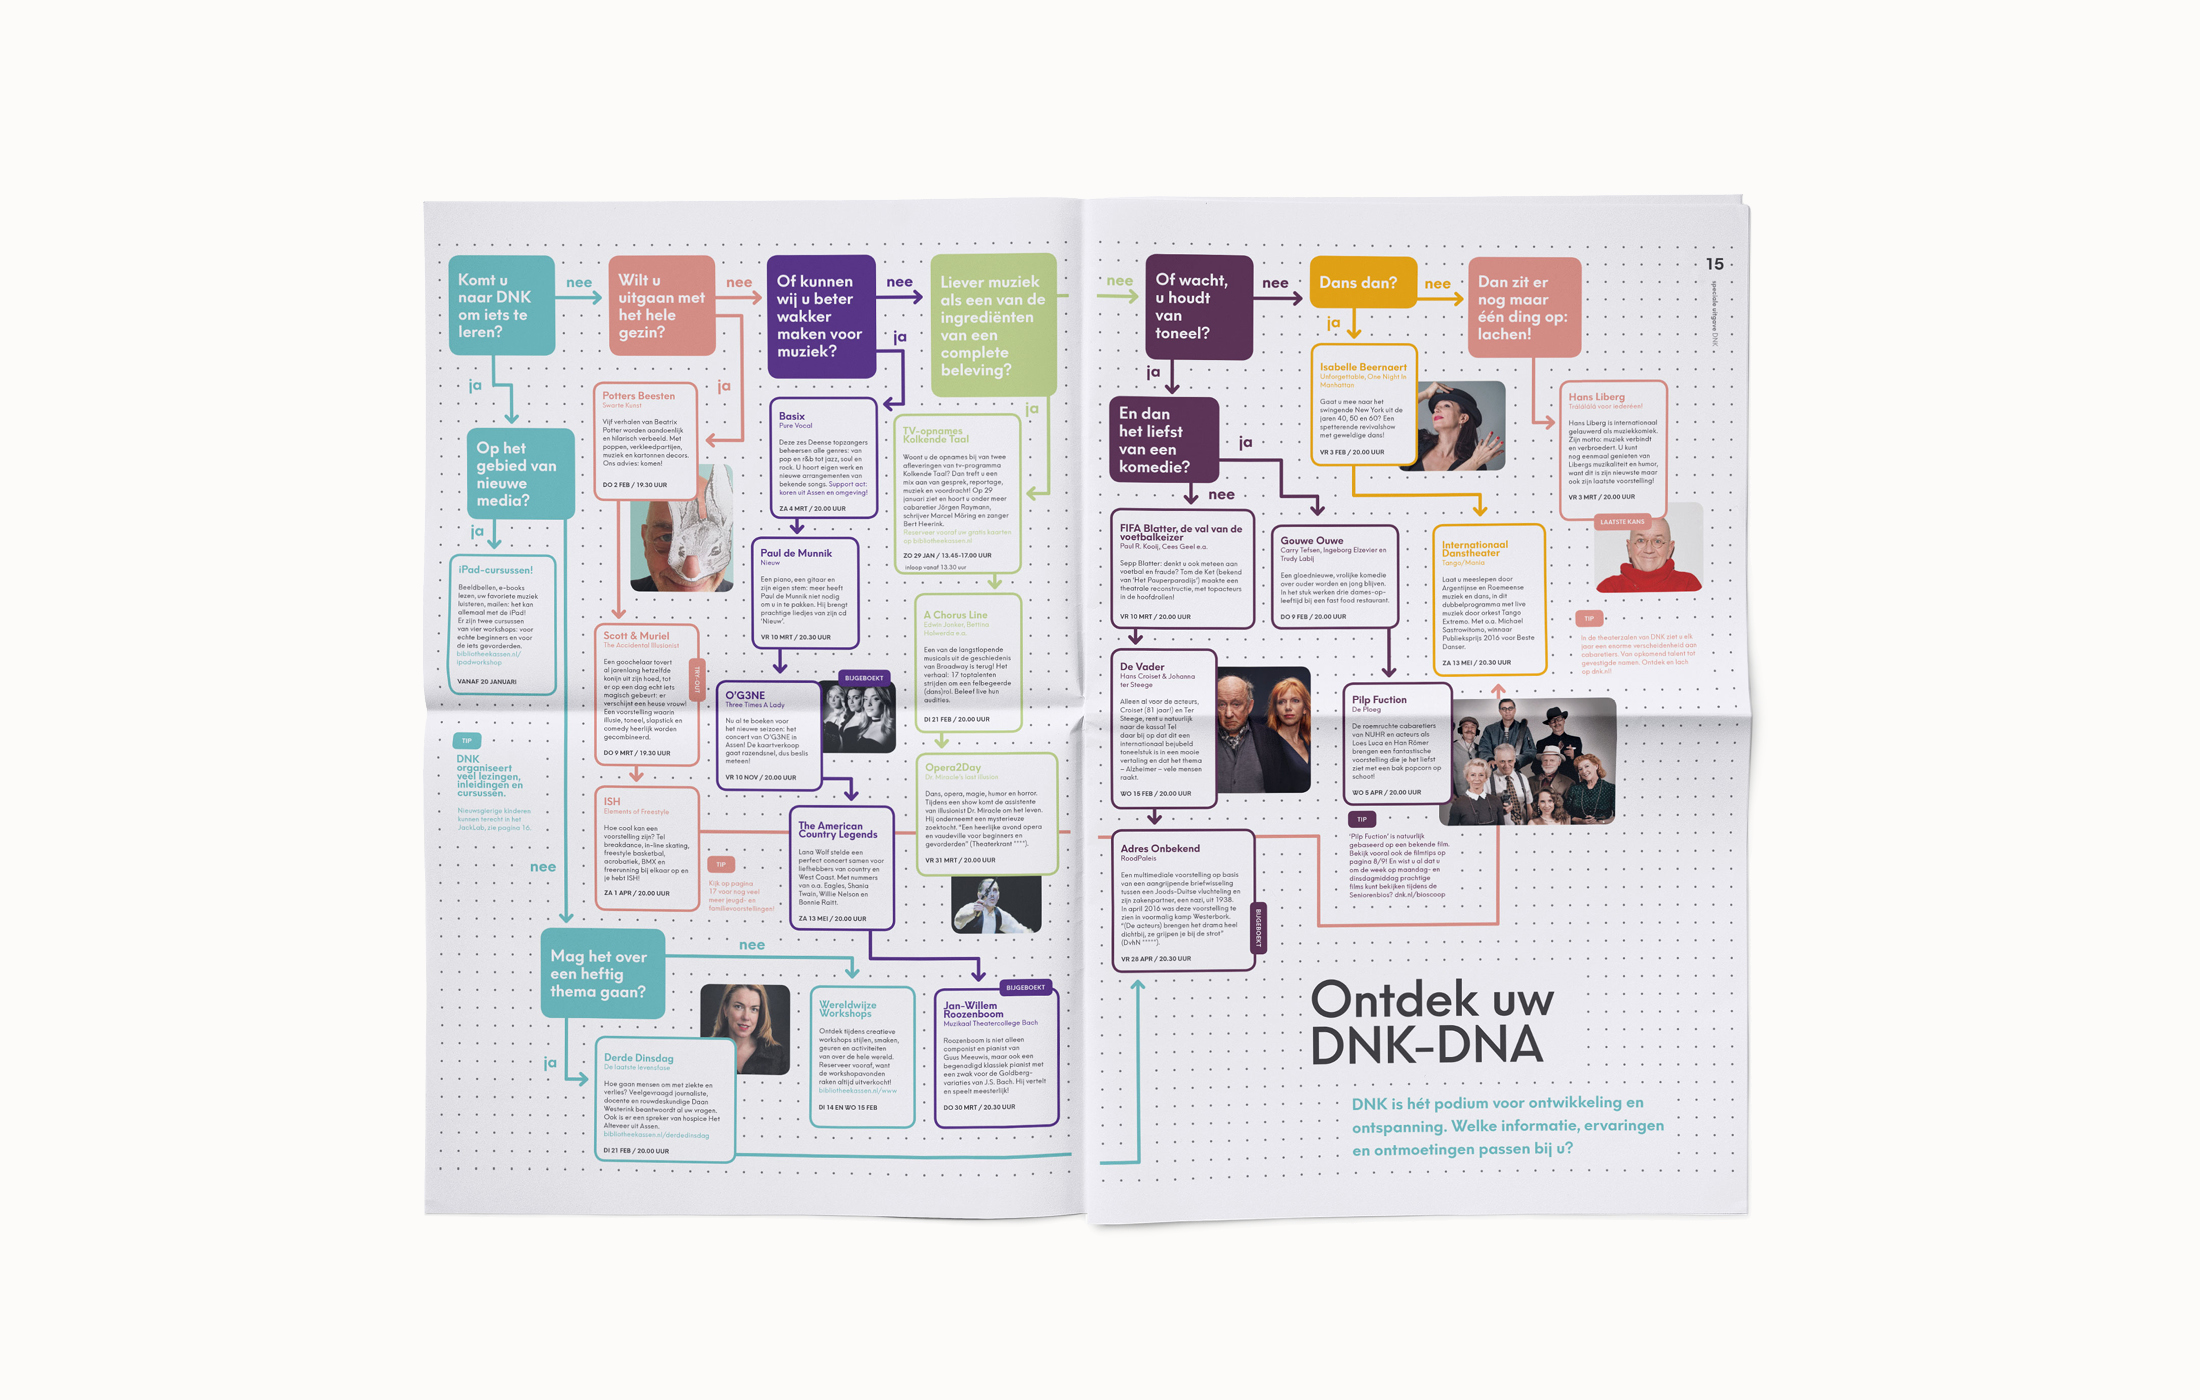 Komt u
naar DNK
om iets te
leren?
nee
ja
Op het
gebied van
nieuwe
media?
ja
iPad-cursussen!
Beeldbellen, e-books
lezen, uw favoriete muziek
luisteren, mailen: het kan
allemaal met de iPad!
Er zijn twee cursussen
van vier workshops: voor
echte beginners en voor
de iets gevorderden.
bibliotheekassen.nl/
ipadworkshop
VANAF 20 JANUARI
TIP
DNK
organiseert
veel lezingen,
inleidingen en
cursussen.
Nieuwsgierige kinderen
kunnen terecht in het
JackLab, zie pagina 16.
nee
Mag het over
een heftig
thema gaan?
nee
ja
Derde Dinsdag
De laatste levensfase
Hoe gaan mensen om met ziekte en
verlies? Veelgevraagd journaliste,
docente en rouwdeskundige Daan
Westerink beantwoordt al uw vragen.
Ook is er een spreker van hospice Het
Alteveer uit Assen.
bibliotheekassen.nl/derdedinsdag
DI 21 FEB / 20.00 UUR
Wereldwijze
Workshops
Ontdek tijdens creatieve
workshops stijlen, smaken,
geuren en activiteiten
van over de hele wereld.
Reserveer vooraf, want
de workshopavonden
raken altijd uitverkocht!
bibliotheekassen.nl/www
DI 14 EN WO 15 FEB
Wilt u
uitgaan met
het hele
gezin?
nee
ja
Potters Beesten
Swarte Kunst
Vijf verhalen van Beatrix
Potter worden aandoenlijk
en hilarisch verbeeld. Met
poppen, verkleedpartijen,
muziek en kartonnen decors.
Ons advies: komen!
DO 2 FEB / 19.30 UUR
Scott & Muriel
The Accidental Illusionist
Een goochelaar tovert
al jarenlang hetzelfde
konijn uit zijn hoed, tot
er op een dag echt iets
magisch gebeurt: er
verschijnt een heuse vrouw!
Een voorstelling waarin
illusie, toneel, slapstick en
comedy heerlijk worden
gecombineerd.
DO 9 MRT / 19.30 UUR
TRY-OUT
ISH
Elements of Freestyle
Hoe cool kan een
voorstelling zijn? Tel
breakdance, in-line skating,
freestyle basketbal,
acrobatiek, BMX en
freerunning bij elkaar op en
je hebt ISH!
ZA 1 APR / 20.00 UUR
TIP
Kijk op pagina
17 voor nog veel
meer jeugd- en
familievoorstellingen!
Of kunnen
wij u beter
wakker
maken voor
muziek?
nee
ja
Basix
Pure Vocal
Deze zes Deense topzangers
beheersen alle genres: van
pop en r&b tot jazz, soul en
rock. U hoort eigen werk en
nieuwe arrangementen van
bekende songs. Support act:
koren uit Assen en omgeving!
ZA 4 MRT / 20.00 UUR
Paul de Munnik
Nieuw
Een piano, een gitaar en
zijn eigen stem: meer heeft
Paul de Munnik niet nodig
om u in te pakken. Hij brengt
prachtige liedjes van zijn cd
'Nieuw'.
VR 10 MRT / 20.30 UUR
BIJGEBOEKT
O'G3NE
Three Times A Lady
Nu al te boeken voor
het nieuwe seizoen: het
concert van O'G3NE in
Assen! De kaartverkoop
gaat razendsnel, dus beslis
meteen!
VR 10 NOV / 20.00 UUR
The American
Country Legends
Lana Wolf stelde een
perfect concert samen voor
liefhebbers van country en
West Coast. Met nummers
van o.a. Eagles, Shania
Twain, Willie Nelson en
Bonnie Raitt.
ZA 13 MEI / 20.00 UUR
BIJGEBOEKT
Jan-Willem
Roozenboom
Muzikaal Theatercollege Bach
Roozenboom is niet alleen
componist en pianist van
Guus Meeuwis, maar ook een
begenadigd klassiek pianist met
een zwak voor de Goldberg-
variaties van J.S. Bach. Hij vertelt
en speelt meesterlijk!
DO 30 MRT / 20.30 UUR
Liever muziek
als een van de
ingrediënten
van een
complete
beleving?
ja
TV-opnames
Kolkende Taal
Woont u de opnames bij van twee
afleveringen van tv-programma
Kolkende Taal? Dan treft u een
mix aan van gesprek, reportage,
muziek en voordracht! Op 29
januari ziet en hoort u onder meer
cabaretier Jörgen Raymann,
schrijver Marcel Möring en zanger
Bert Heerink.
Reserveer vooraf uw gratis kaarten
op bibliotheekassen.nl
ZO 29 JAN / 13.45-17.00 UUR
inloop vanaf 13.30 uur
A Chorus Line
Edwin Jonker, Bettina
Holwerda e.a.
Een van de langstlopende
musicals uit de geschiedenis
van Broadway is terug! Het
verhaal: 17 toptalenten
strijden om een felbegeerde
(dans)rol. Beleef live hun
audities.
DI 21 FEB / 20.00 UUR
Opera2Day
Dr. Miracle's last illusion
Dans, opera, magie, humor en horror.
Tijdens een show komt de assistente
van illusionist Dr. Miracle om het leven.
Hij onderneemt een mysterieuze
zoektocht. "Een heerlijke avond opera
en vaudeville voor beginners en
gevorderden" (Theaterkrant ****).
VR 31 MRT / 20.00 UUR
nee
Of wacht,
u houdt
van
toneel?
nee
ja
En dan
het liefst
van een
komedie?
ja
nee
FIFA Blatter, de val van de
voetbalkeizer
Paul R. Kooij, Cees Geel e.a.
Sepp Blatter: denkt u ook meteen aan
voetbal en fraude? Tom de Ket (bekend
van 'Het Pauperparadijs') maakte een
theatrale reconstructie, met topacteurs
in de hoofdrollen!
VR 10 MRT / 20.00 UUR
De Vader
Hans Croiset & Johanna
ter Steege
Alleen al voor de acteurs,
Croiset (81 jaar!) en Ter
Steege, rent u natuurlijk
naar de kassa! Tel
daar bij op dat dit een
internationaal bejubeld
toneelstuk is in een mooie
vertaling en dat het thema
– Alzheimer – vele mensen
raakt.
WO 15 FEB / 20.00 UUR
Adres Onbekend
RoodPaleis
Een multimediale voorstelling op basis
van een aangrijpende briefwisseling
tussen een Joods-Duitse vluchteling en
zijn zakenpartner, een nazi, uit 1938.
In april 2016 was deze voorstelling te
zien in voormalig kamp Westerbork.
"(De acteurs) brengen het drama heel
dichtbij, ze grijpen je bij de strot"
(DvhN *****).
VR 28 APR / 20.30 UUR
BIJGEBOEKT
Gouwe Ouwe
Carry Tefsen, Ingeborg Elzevier en
Trudy Labij
Een gloednieuwe, vrolijke komedie
over ouder worden en jong blijven.
In het stuk werken drie dames-op-
leeftijd bij een fast food restaurant.
DO 9 FEB / 20.00 UUR
Pilp Fuction
De Ploeg
De roemruchte cabaretiers
van NUHR en acteurs als
Loes Luca en Han Römer
brengen een fantastische
voorstelling die je het liefst
ziet met een bak popcorn op
schoot!
WO 5 APR / 20.00 UUR
TIP
'Pilp Fuction' is natuurlijk
gebaseerd op een bekende film.
Bekijk vooral ook de filmtips op
pagina 8/9! En wist u al dat u
om de week op maandag- en
dinsdagmiddag prachtige
films kunt bekijken tijdens de
Seniorenbios? dnk.nl/bioscoop
Dans dan?
nee
ja
Isabelle Beernaert
Unforgettable, One Night In
Manhattan
Gaat u mee naar het
swingende New York uit de
jaren 40, 50 en 60? Een
spetterende revivalshow
met geweldige dans!
VR 3 FEB / 20.00 UUR
Internationaal
Danstheater
Tango/Mania
Laat u meeslepen door
Argentijnse en Roemeense
muziek en dans, in dit
dubbelprogramma met live
muziek door orkest Tango
Extremo. Met o.a. Michael
Sastrowitomo, winnaar
Publieksprijs 2016 voor Beste
Danser.
ZA 13 MEI / 20.30 UUR
Dan zit er
nog maar
één ding op:
lachen!
Hans Liberg
Trálálálá voor iedereen!
Hans Liberg is internationaal
gelauwerd als muziekkomiek.
Zijn motto: muziek verbindt
en verbroedert. U kunt
nog eenmaal genieten van
Libergs muzikaliteit en humor,
want dit is zijn nieuwste maar
ook zijn laatste voorstelling!
VR 3 MRT / 20.00 UUR
LAATSTE KANS
TIP
In de theaterzalen van DNK ziet u elk
jaar een enorme verscheidenheid aan
cabaretiers. Van opkomend talent tot
gevestigde namen. Ontdek en lach
op dnk.nl!
15
speciale uitgave DNK
Ontdek uw
DNK-DNA
DNK is hét podium voor ontwikkeling en
ontspanning. Welke informatie, ervaringen
en ontmoetingen passen bij u?